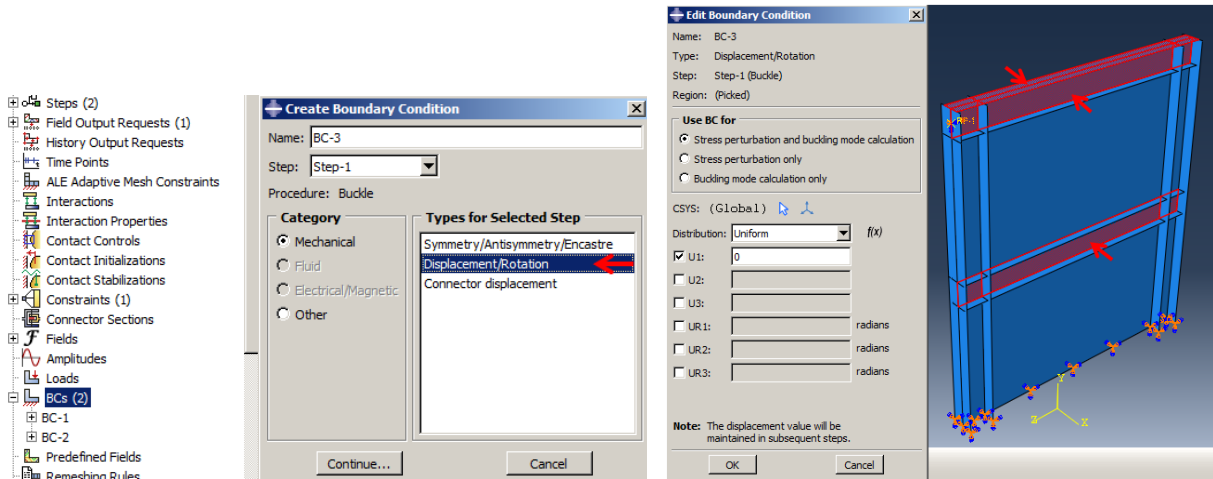 Steps (2)
Field Output Requests (1)
History Output Requests
Time Points
ALE Adaptive Mesh Constraints
Interactions
Interaction Properties
Contact Controls
Contact Initializations
Contact Stabilizations
Constraints (1)
Connector Sections
Fields
Amplitudes
Loads
BCs (2)
BC-1
BC-2
Predefined Fields
Remeshing Rules
Create Boundary Condition
Name: BC-3
Step: Step-1
Procedure: Buckle
Category
Mechanical
Fluid
Electrical/Magnetic
Other
Types for Selected Step
Symmetry/Antisymmetry/Encastre
Displacement/Rotation
Connector displacement
Continue...
Cancel
Edit Boundary Condition
Name: BC-3
Type: Displacement/Rotation
Step: Step-1 (Buckle)
Region: (Picked)
Use BC for
Stress perturbation and buckling mode calculation
Stress perturbation only
Buckling mode calculation only
CSYS: (Global)
Distribution: Uniform f(x)
U1: 0
U2:
U3:
UR1: radians
UR2: radians
UR3: radians
Note: The displacement value will be
maintained in subsequent steps.
OK
Cancel
RP-1
Y
Z
X